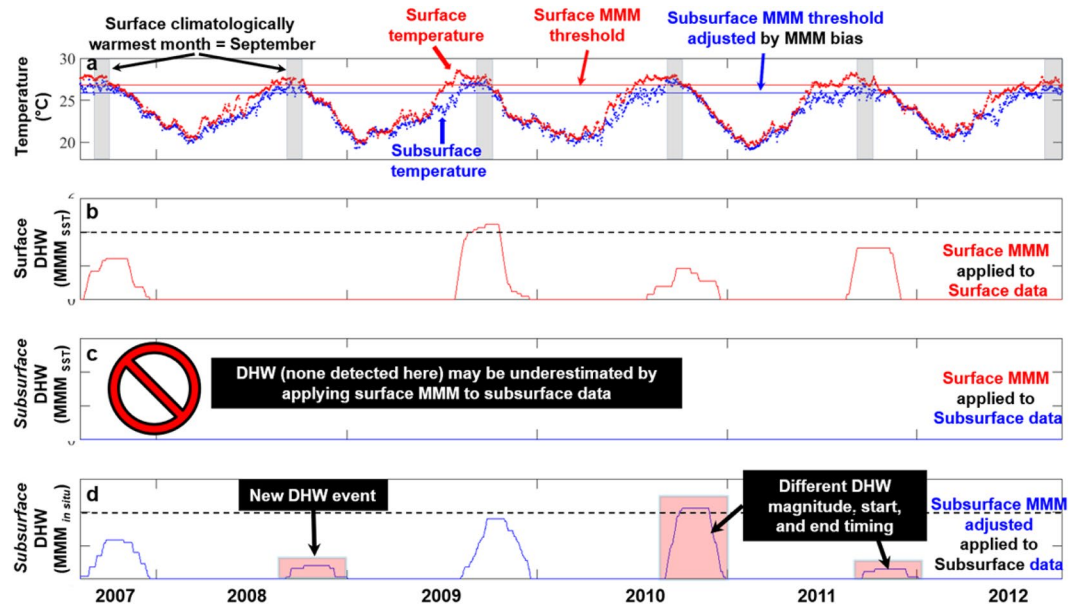 Surface climatologically
warmest month = September
Surface
temperature
Surface MMM
threshold
Subsurface MMM threshold
adjusted by MMM bias
Temperature
(°C)
30
25
20
a
Subsurface
temperature
Surface
DHW
(MMM SST)
b
Surface MMM
applied to
Surface data
Subsurface
DHW
(MMM SST)
c
DHW (none detected here) may be underestimated by
applying surface MMM to subsurface data
Surface MMM
applied to
Subsurface data
Subsurface
DHW
(MMM in situ)
d
New DHW event
Different DHW
magnitude, start,
and end timing
Subsurface MMM
adjusted
applied to
Subsurface data
2007 2008 2009 2010 2011 2012